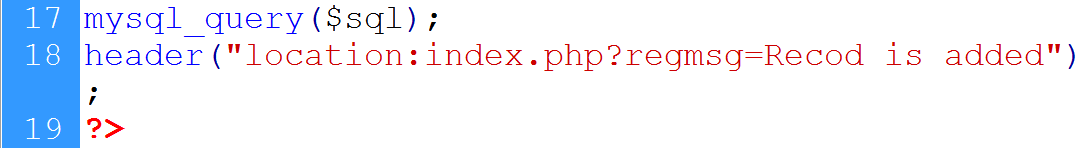 17 mysql_query($sql);
18 header("location:index.php?regmsg=Recod is added")
;
19 ?>